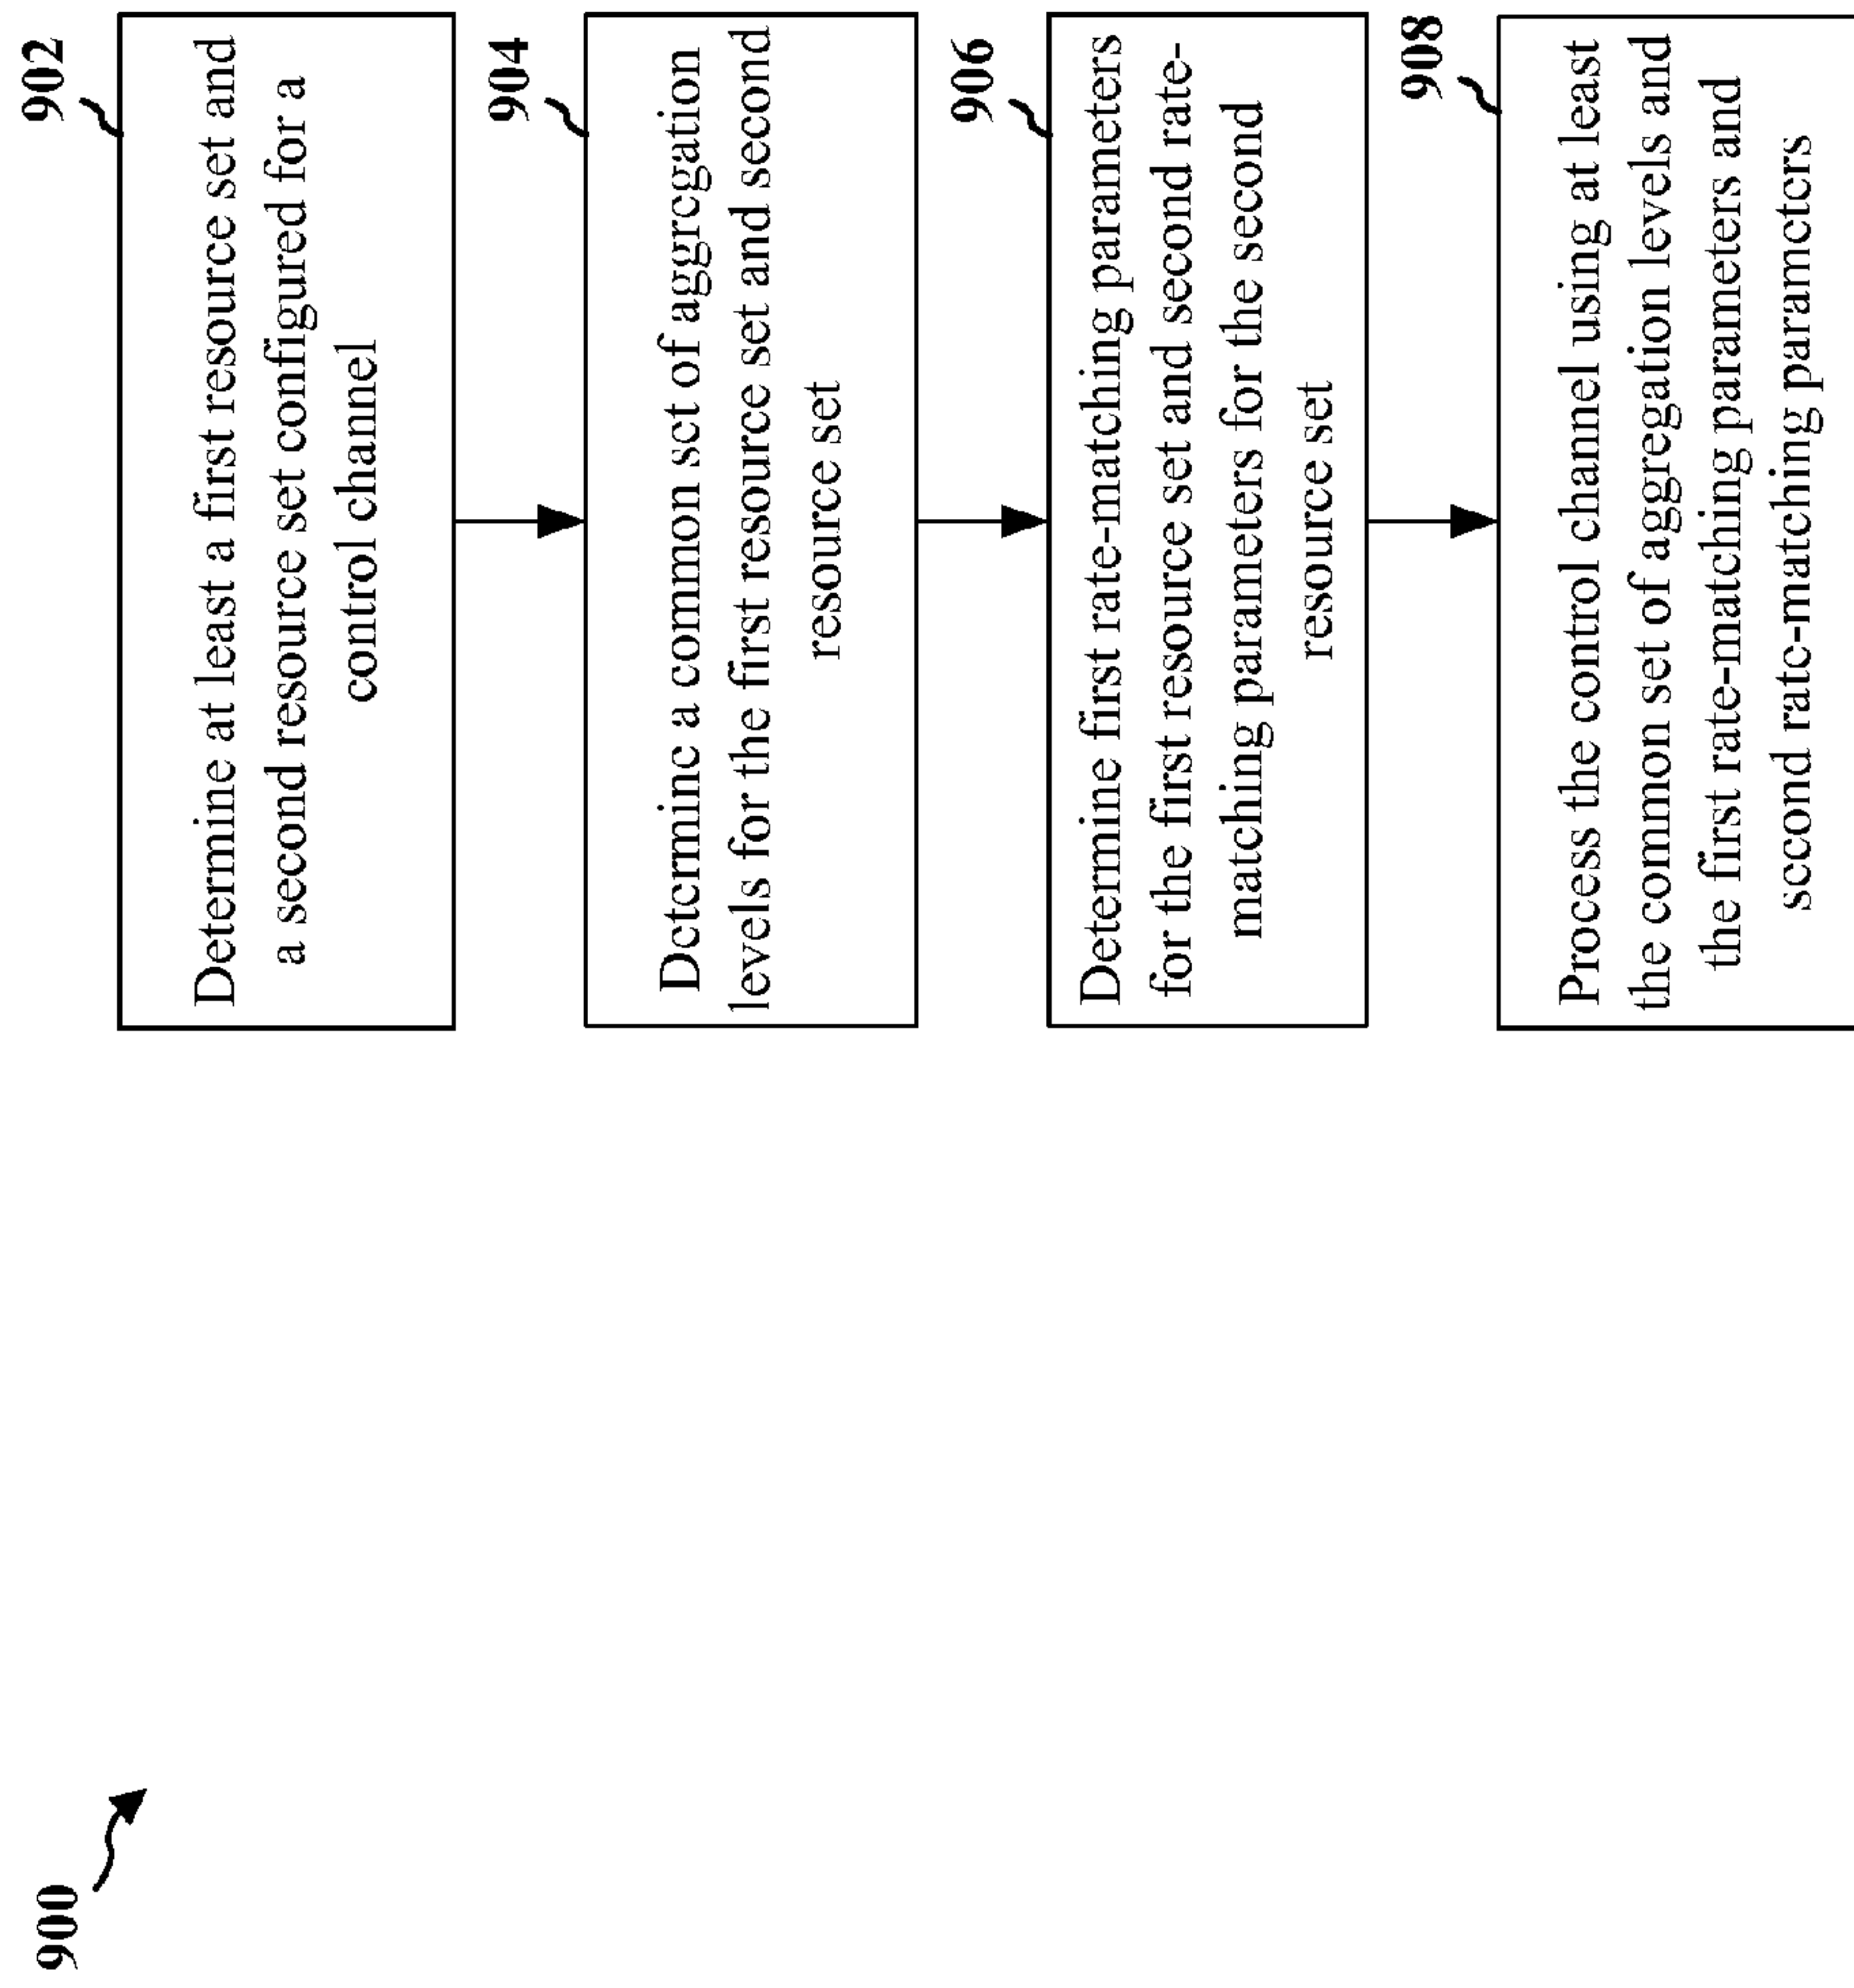 900
902
Determine at least a first resource set and
a second resource set configured for a
control channel
904
Determine a common set of aggregation
levels for the first resource set and second
resource set
906
Determine first rate-matching parameters
for the first resource set and second rate-
matching parameters for the second
resource set
908
Process the control channel using at least
the common set of aggregation levels and
the first rate-matching parameters and
second rate-matching parameters